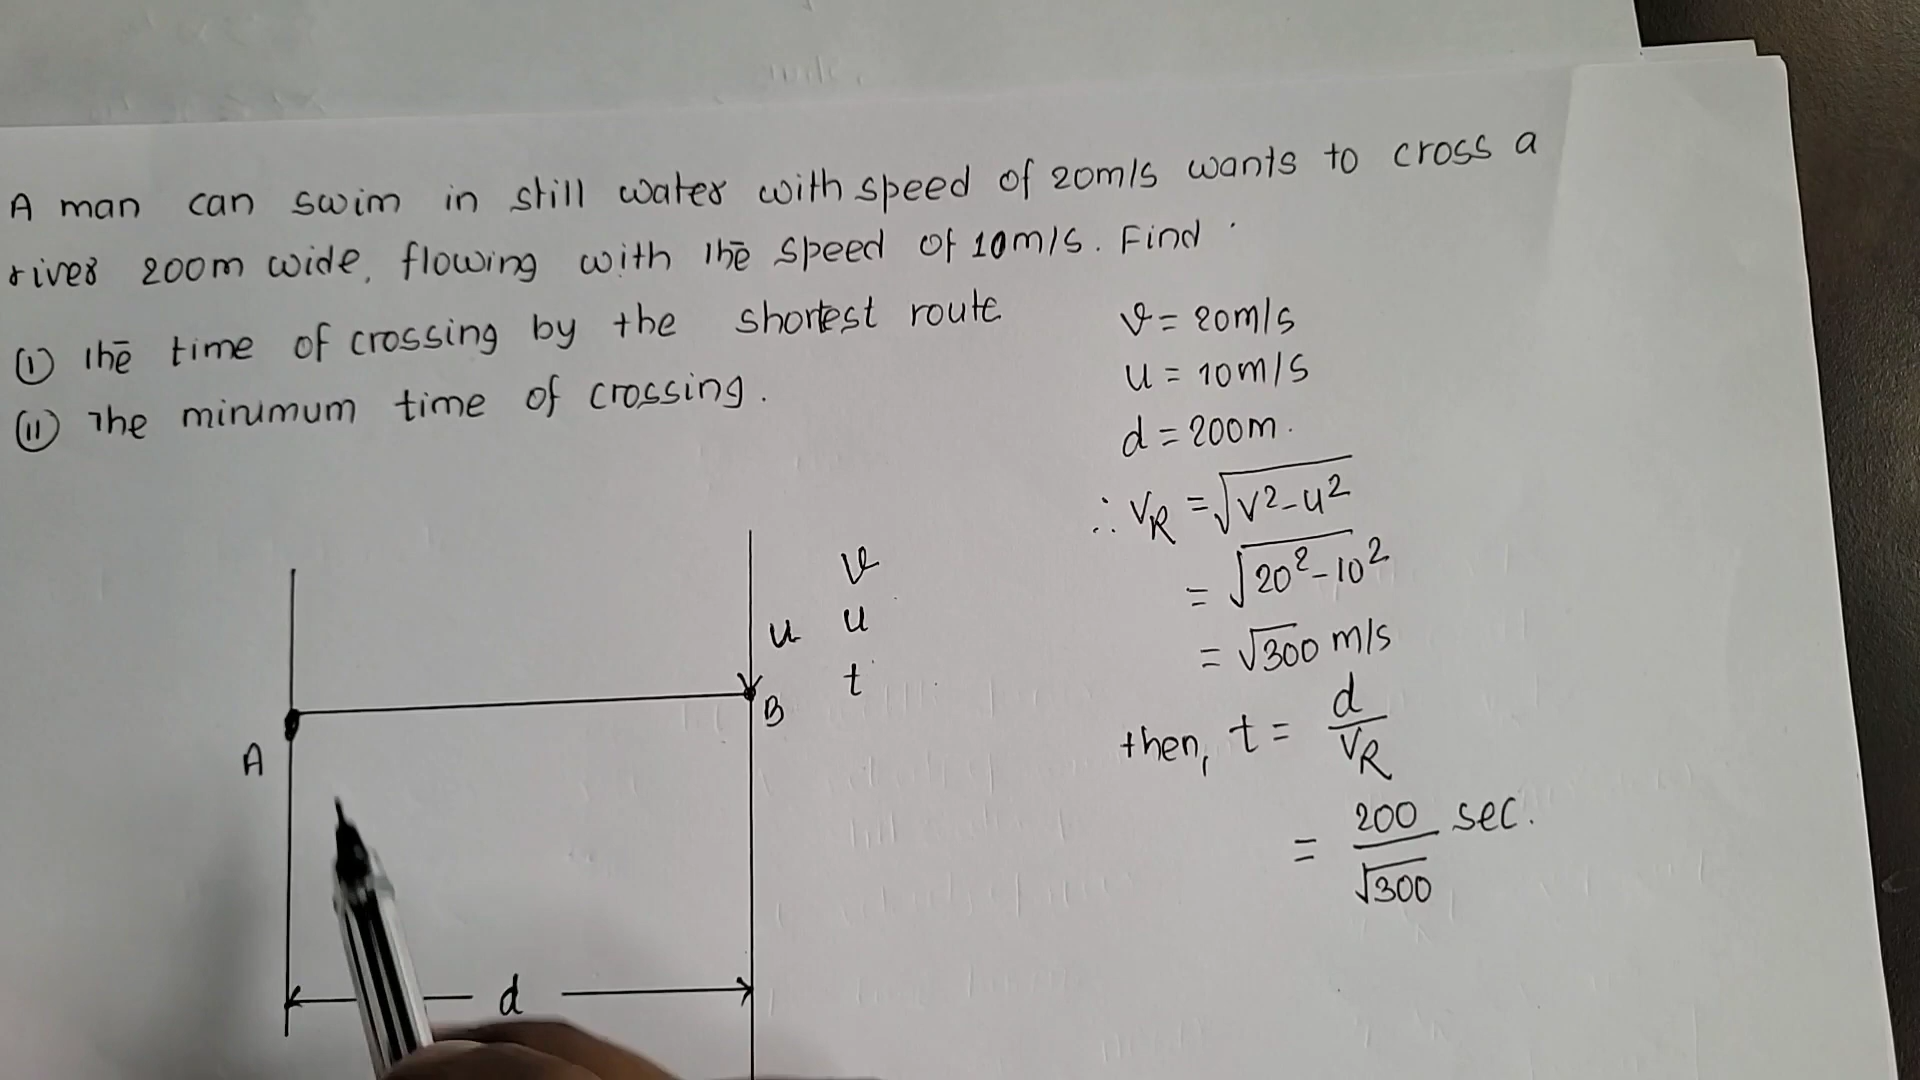 A man can swim in still water with speed of 20m/s wants to cross a
river 200m wide, flowing with the speed of 10m/s. Find
(I) The time of crossing by the shortest route
(II) The minimum time of crossing.
v = 20m/s
u = 10m/s
d = 200m.
∴ VR = √v²-u²
= √20²-10²
= √300 m/s
then, t = d/VR
= 200/√300 sec.
v
u u
t
A
B
d